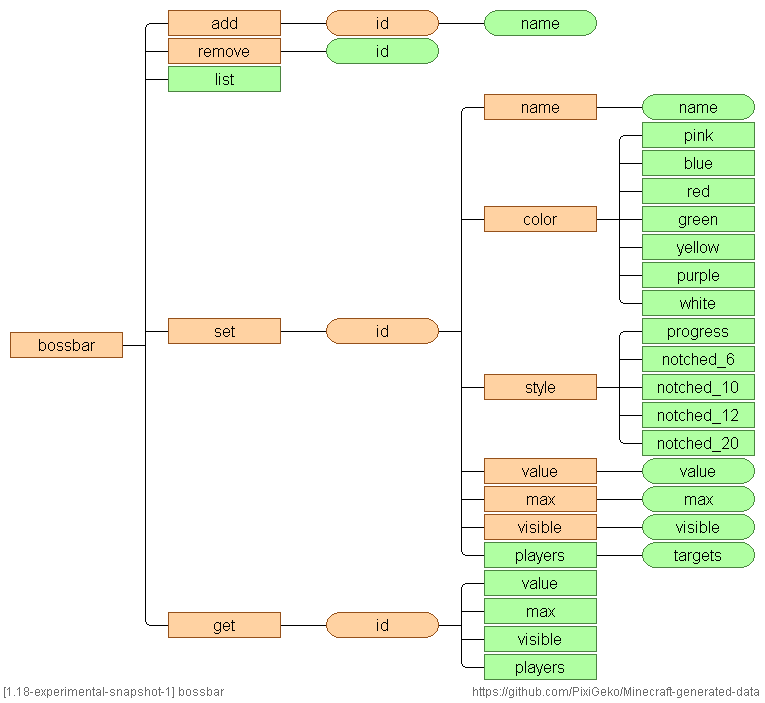 add id name
remove id
list
name name
pink
blue
red
color green
yellow
purple
white
set id progress
bossbar
notched_6
style notched_10
notched_12
notched_20
value value
max max
visible visible
players targets
value
max
get id
visible
players
[1.18-experimental-snapshot-1] bossbar https://github.com/PixiGeko/Minecraft-generated-data